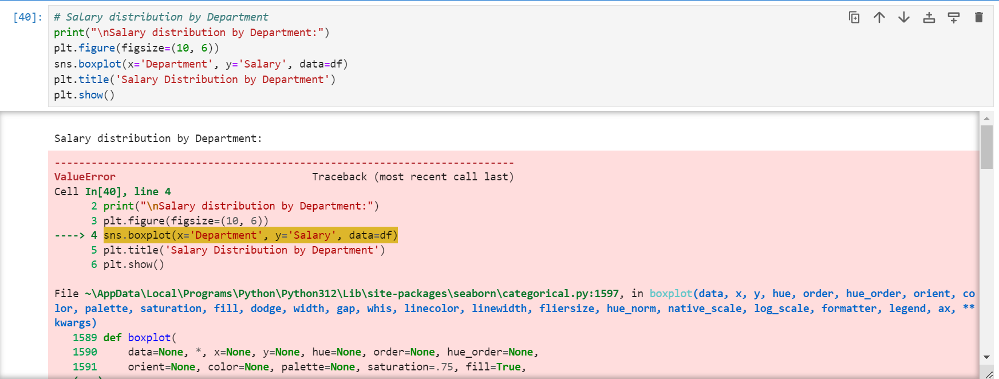 [40]: # Salary distribution by Department
print("\nSalary distribution by Department:")
plt.figure(figsize=(10, 6))
sns.boxplot(x='Department', y='Salary', data=df)
plt.title('Salary Distribution by Department')
plt.show()
Salary distribution by Department:
---------------------------------------------------------------------------
ValueError                                Traceback (most recent call last)
Cell In[40], line 4
      2 print("\nSalary distribution by Department:")
      3 plt.figure(figsize=(10, 6))
----> 4 sns.boxplot(x='Department', y='Salary', data=df)
      5 plt.title('Salary Distribution by Department')
      6 plt.show()
File ~\AppData\Local\Programs\Python\Python312\Lib\site-packages\seaborn\categorical.py:1597, in boxplot(data, x, y, hue, order, hue_order, orient, co
lor, palette, saturation, fill, dodge, width, gap, whis, linecolor, linewidth, fliersize, hue_norm, native_scale, log_scale, formatter, legend, ax, **
kwargs)
   1589 def boxplot(
   1590     data=None, *, x=None, y=None, hue=None, order=None, hue_order=None,
   1591     orient=None, color=None, palette=None, saturation=.75, fill=True,